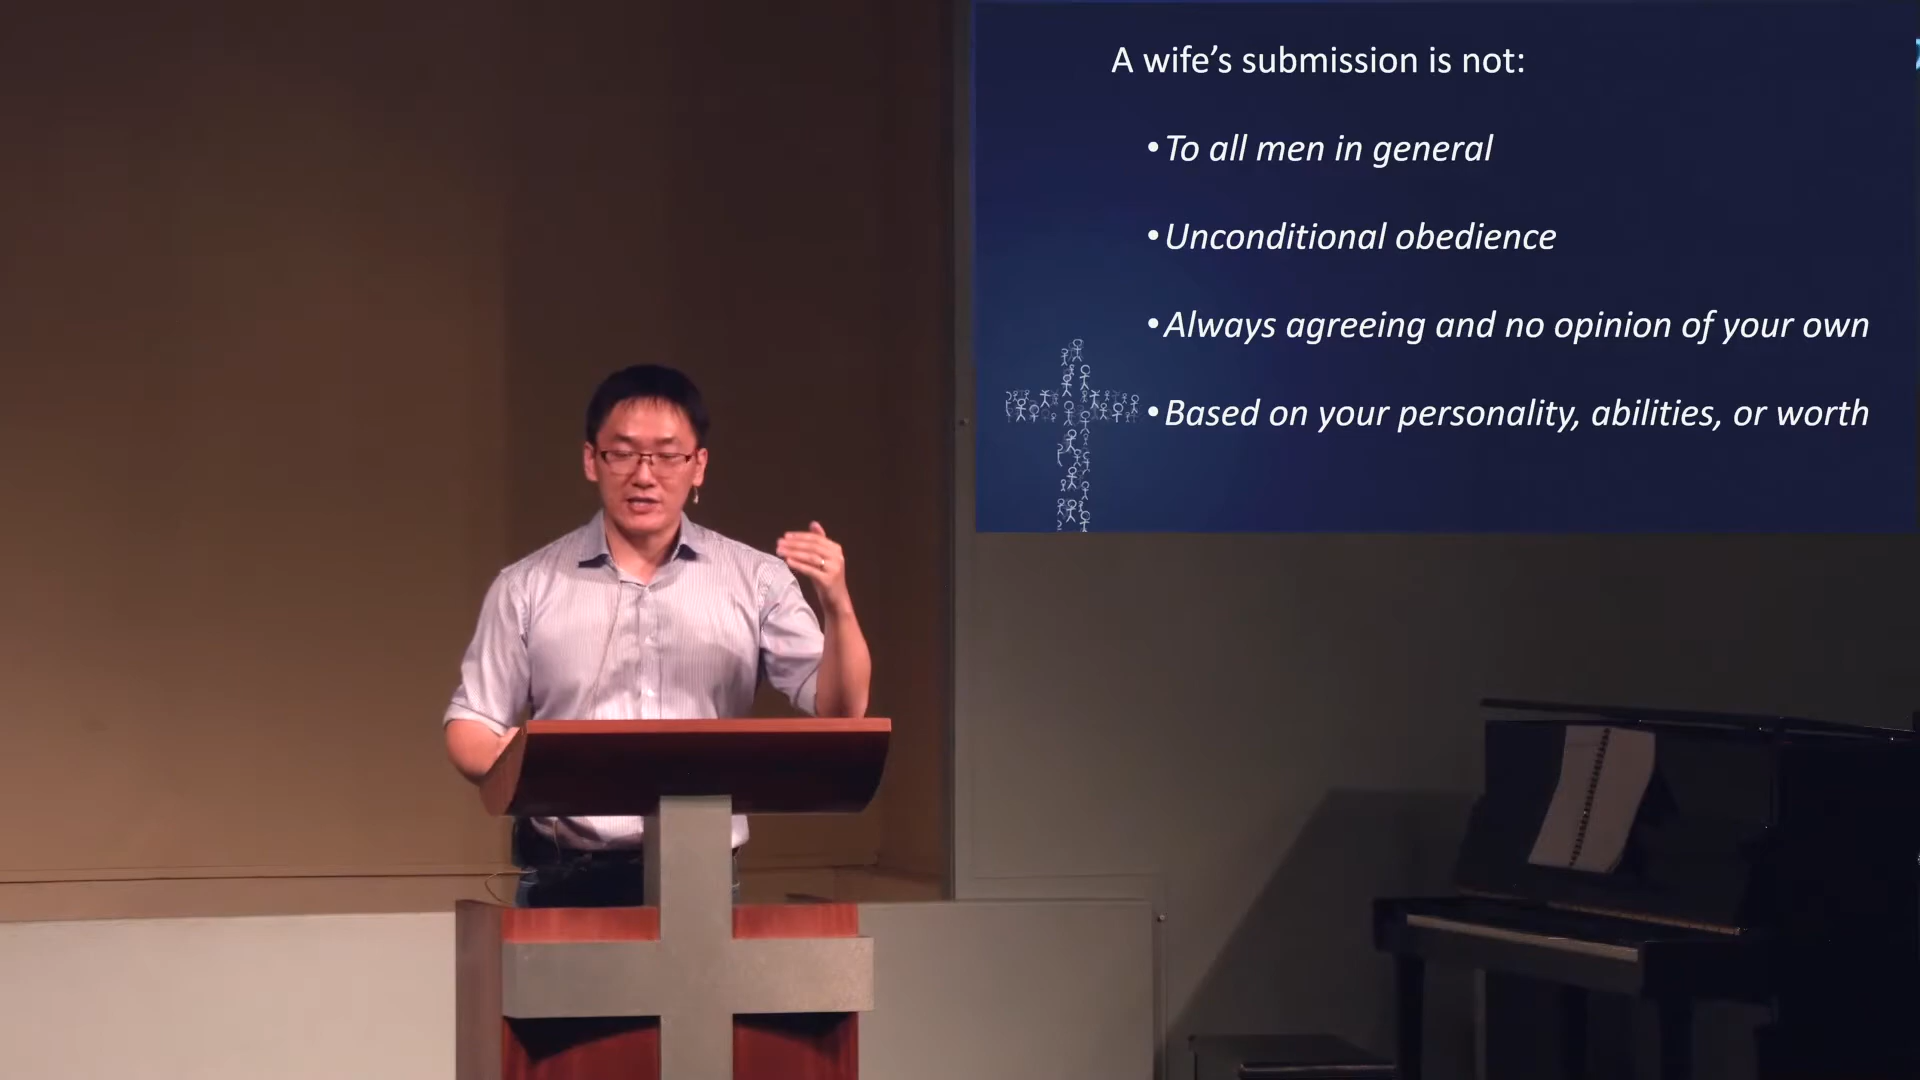 A wife’s submission is not:
•To all men in general
•Unconditional obedience
•Always agreeing and no opinion of your own
•Based on your personality, abilities, or worth